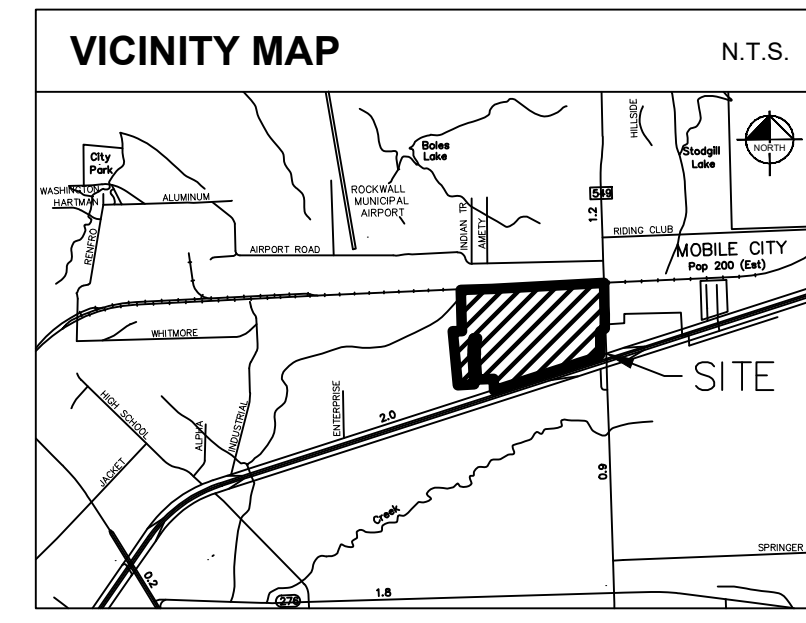 VICINITY MAP
N.T.S.
City
Park
WASHINGTON
HARTMAN
ALUMINUM
RENFRO
AIRPORT ROAD
WHITMORE
ROCKWALL
MUNICIPAL
AIRPORT
Boles
Lake
INDIAN TR
AMETY
549
1.2
HILLSIDE
Stodgill
Lake
NORTH
RIDING CLUB
MOBILE CITY
Pop 200 (Est)
SITE
HIGH SCHOOL
JACKET
ALPHA
INDUSTRIAL
ENTERPRISE
2.0
Creek
0.9
SPRINGER
0.2
276
1.8